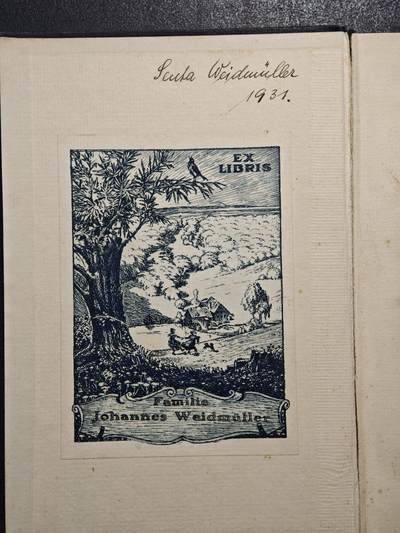 Senta Weidmüller
1931.
EX
LIBRIS
Familie
Johannes Weidmüller